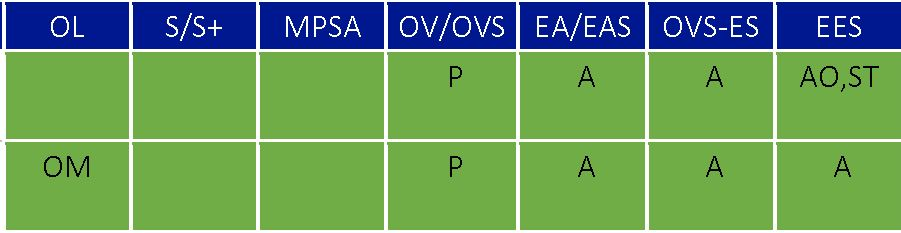 OL S/S+ MPSA OV/OVS EA/EAS OVS-ES EES
P A A AO,ST
OM P A A A